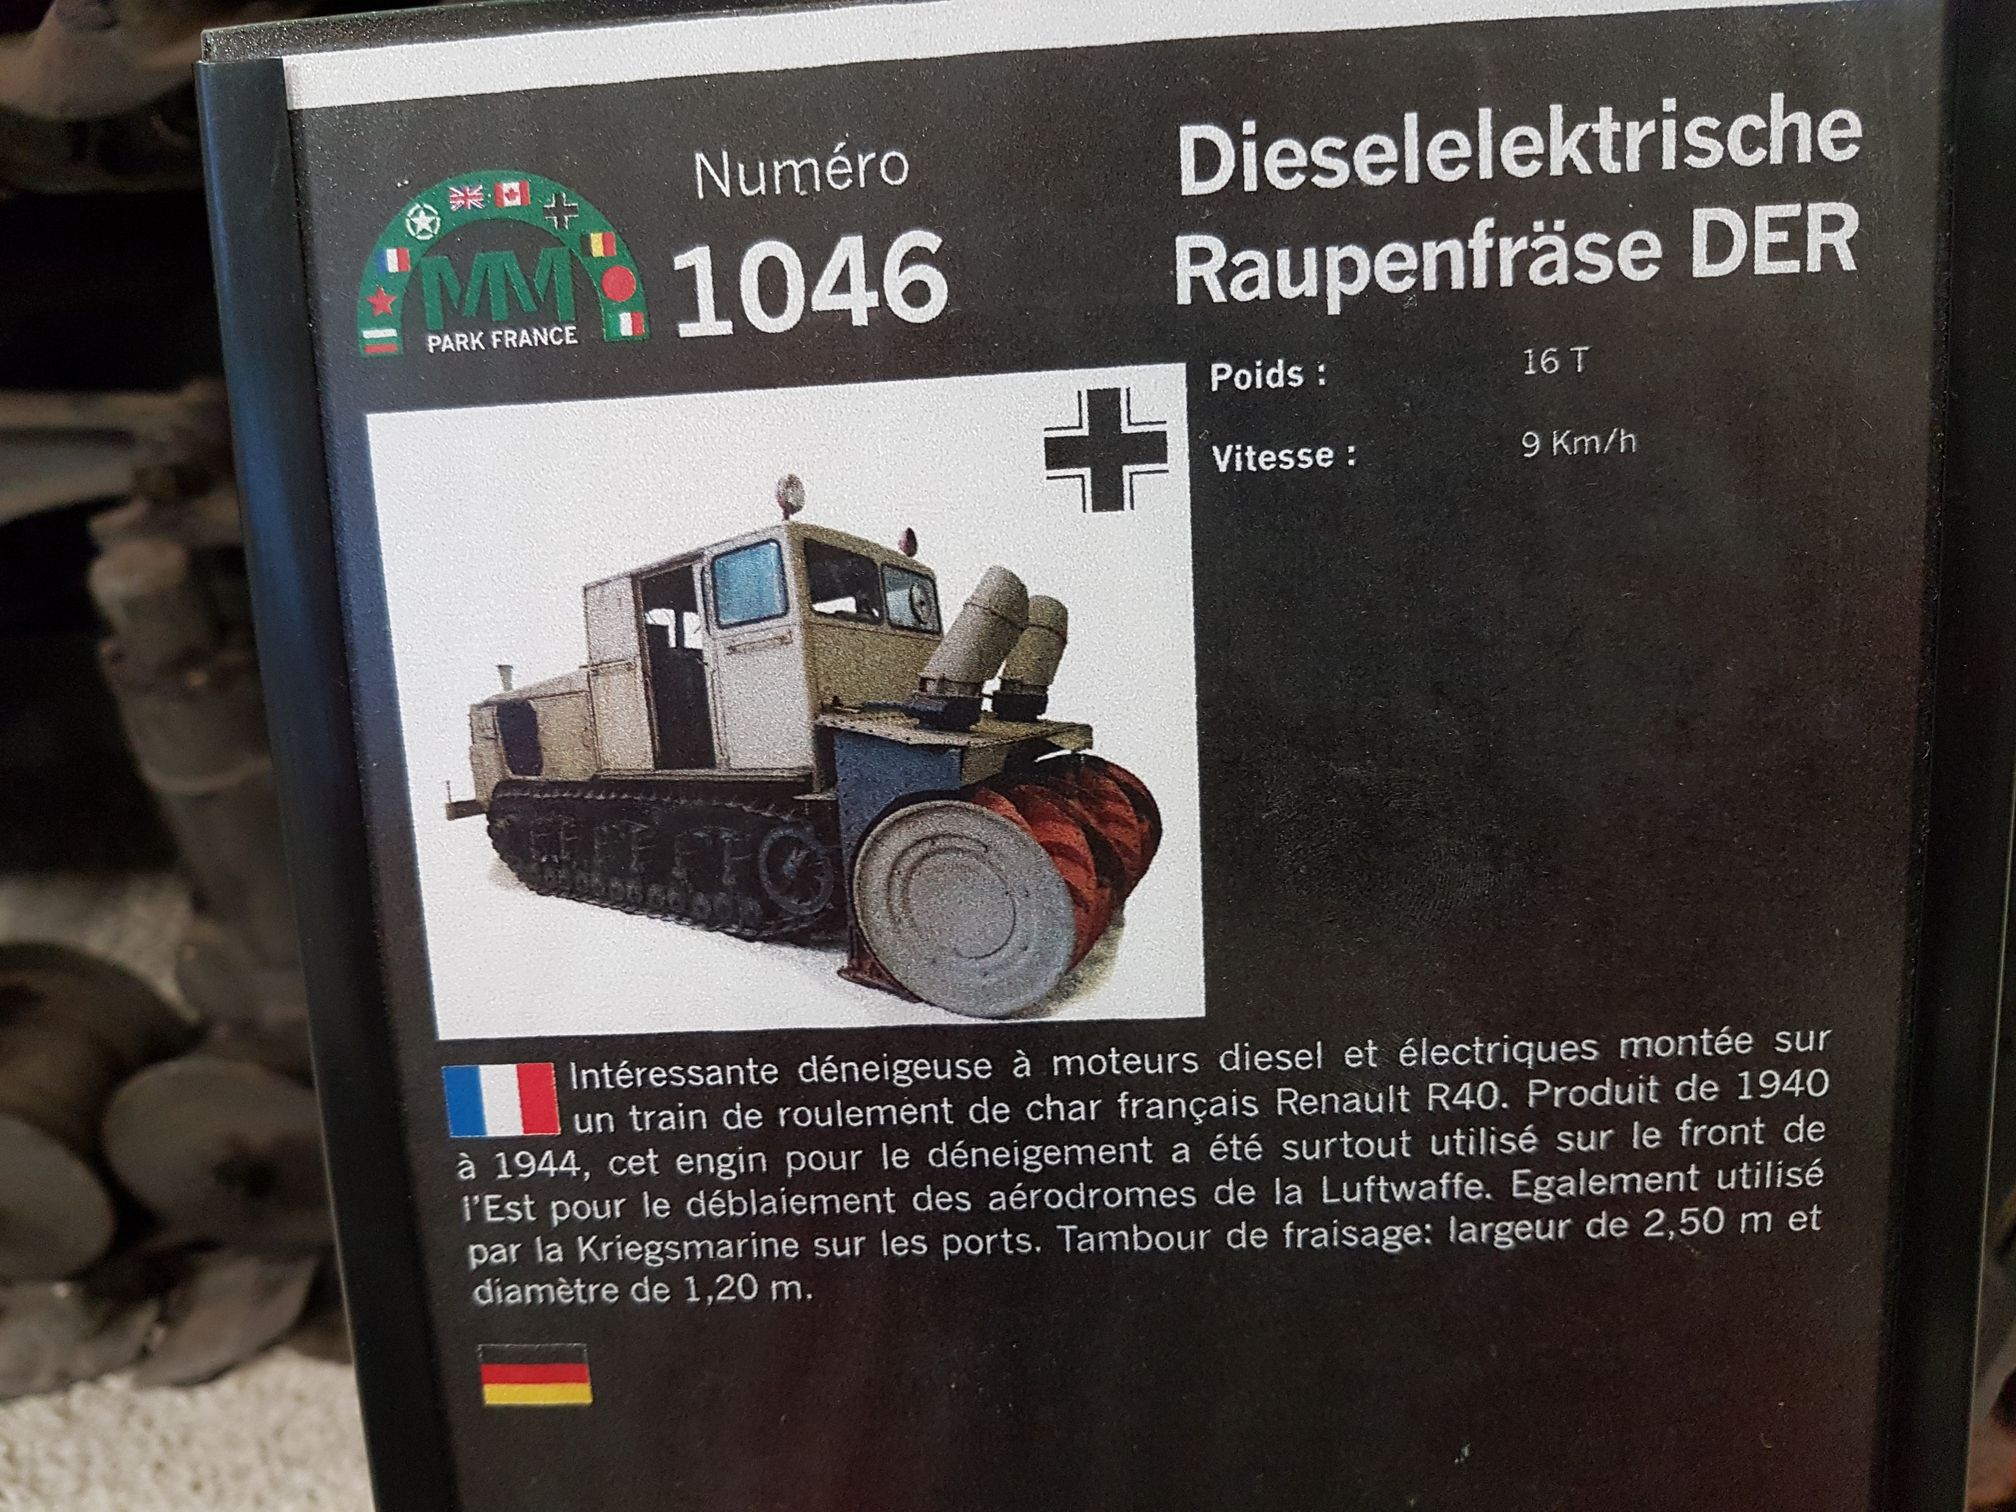 Numéro
1046
MM
PARK FRANCE
Dieselelektrische
Raupenfräse DER
Poids : 16 T
Vitesse : 9 Km/h
Intéressante déneigeuse à moteurs diesel et électriques montée sur
un train de roulement de char français Renault R40. Produit de 1940
à 1944, cet engin pour le déneigement a été surtout utilisé sur le front de
l'Est pour le déblaiement des aérodromes de la Luftwaffe. Egalement utilisé
par la Kriegsmarine sur les ports. Tambour de fraisage: largeur de 2,50 m et
diamètre de 1,20 m.